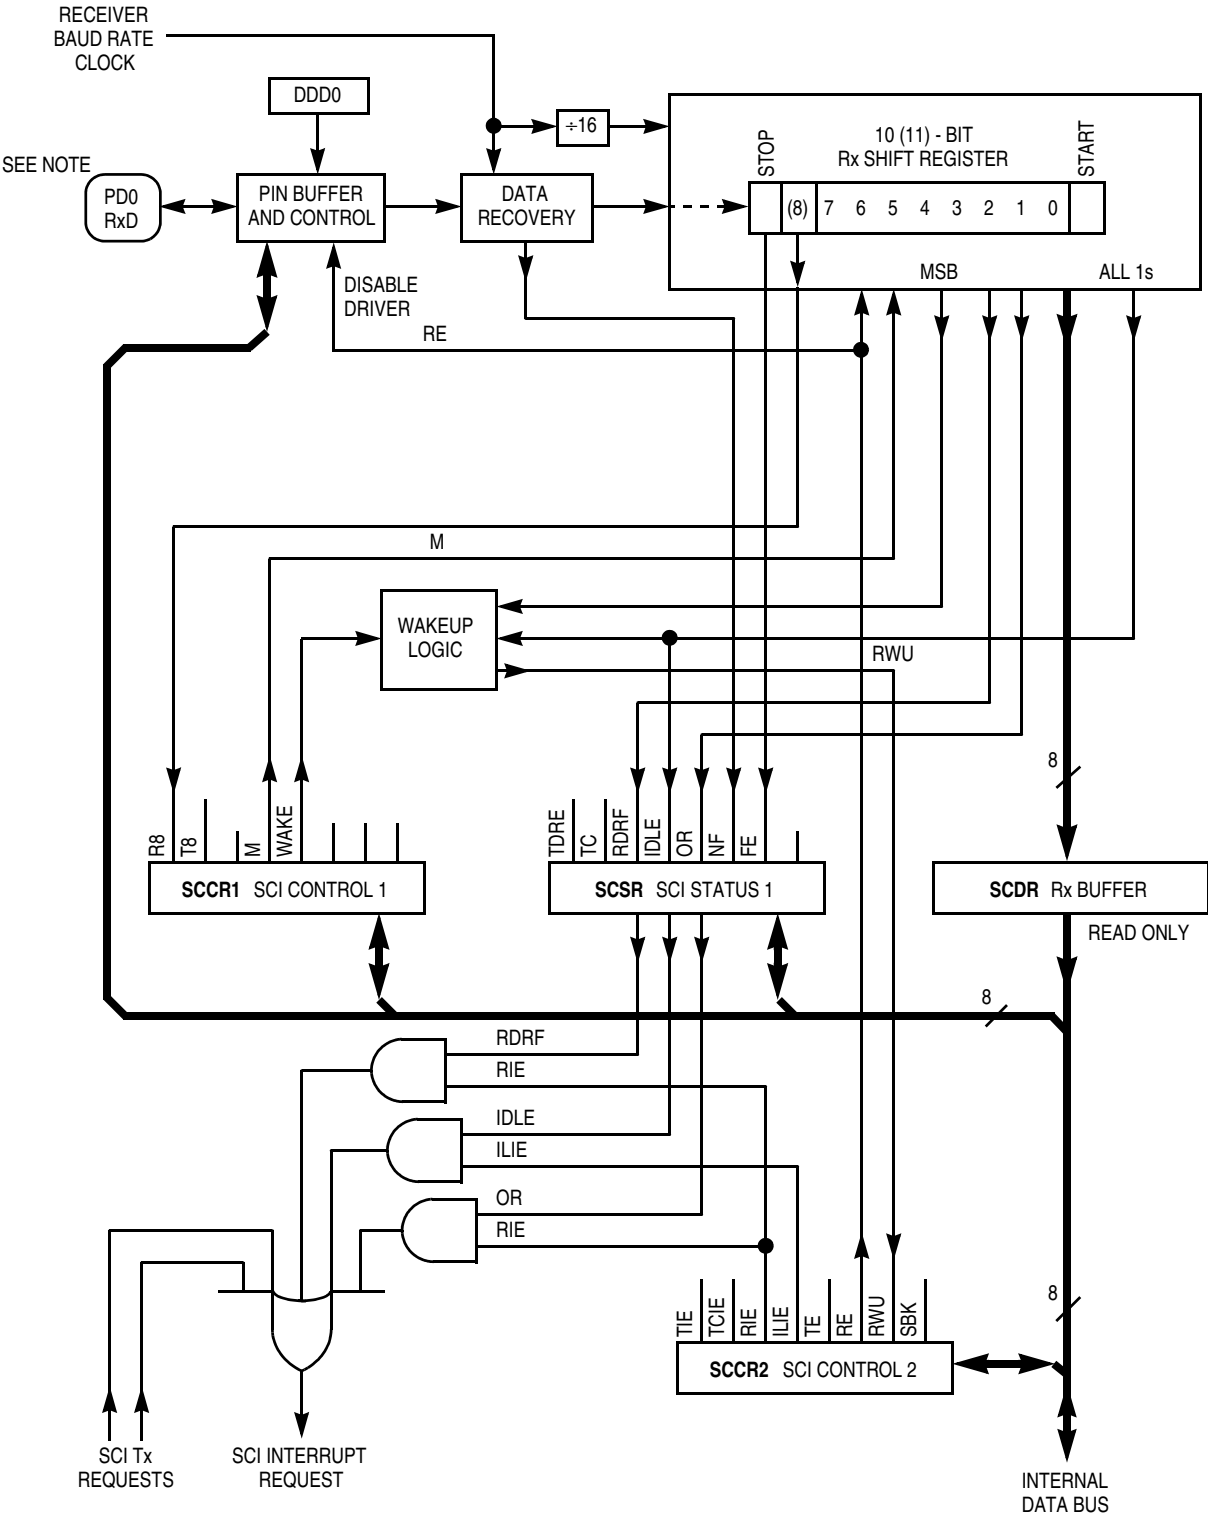 RECEIVER
BAUD RATE
CLOCK
DDD0
÷16
STOP
10 (11) - BIT
Rx SHIFT REGISTER
START
SEE NOTE
PD0
RxD
PIN BUFFER
AND CONTROL
DATA
RECOVERY
(8) 7 6 5 4 3 2 1 0
MSB
ALL 1s
DISABLE
DRIVER
RE
M
WAKEUP
LOGIC
RWU
8
R8
T8
M
WAKE
TDRE
TC
RDRF
IDLE
OR
NF
FE
SCCR1 SCI CONTROL 1
SCSR SCI STATUS 1
SCDR Rx BUFFER
READ ONLY
8
RDRF
RIE
IDLE
ILIE
OR
RIE
8
TIE
TCIE
RIE
ILIE
TE
RE
RWU
SBK
SCCR2 SCI CONTROL 2
SCI Tx
REQUESTS
SCI INTERRUPT
REQUEST
INTERNAL
DATA BUS